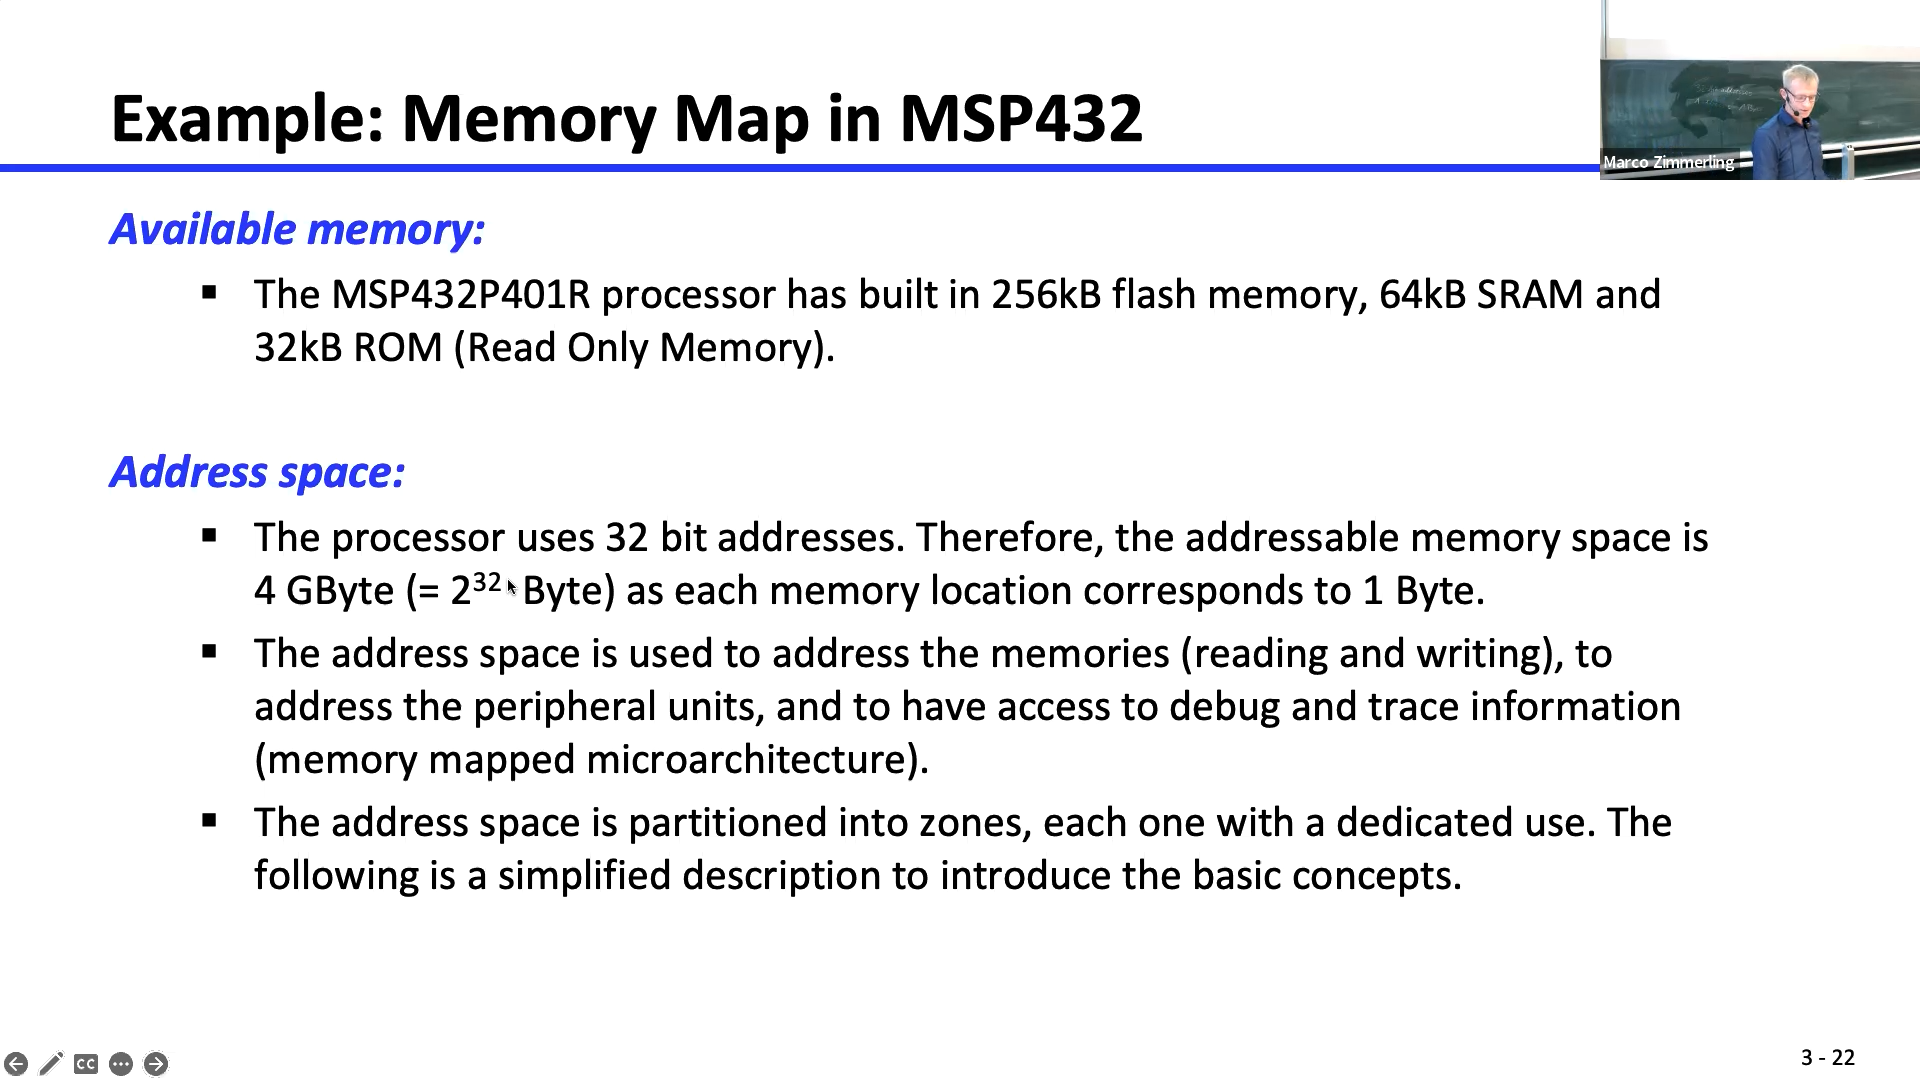 Example: Memory Map in MSP432
Marco Zimmerling
Available memory:
▪ The MSP432P401R processor has built in 256kB flash memory, 64kB SRAM and
32kB ROM (Read Only Memory).
Address space:
▪ The processor uses 32 bit addresses. Therefore, the addressable memory space is
4 GByte (= 2³² Byte) as each memory location corresponds to 1 Byte.
▪ The address space is used to address the memories (reading and writing), to
address the peripheral units, and to have access to debug and trace information
(memory mapped microarchitecture).
▪ The address space is partitioned into zones, each one with a dedicated use. The
following is a simplified description to introduce the basic concepts.
CC
3 - 22